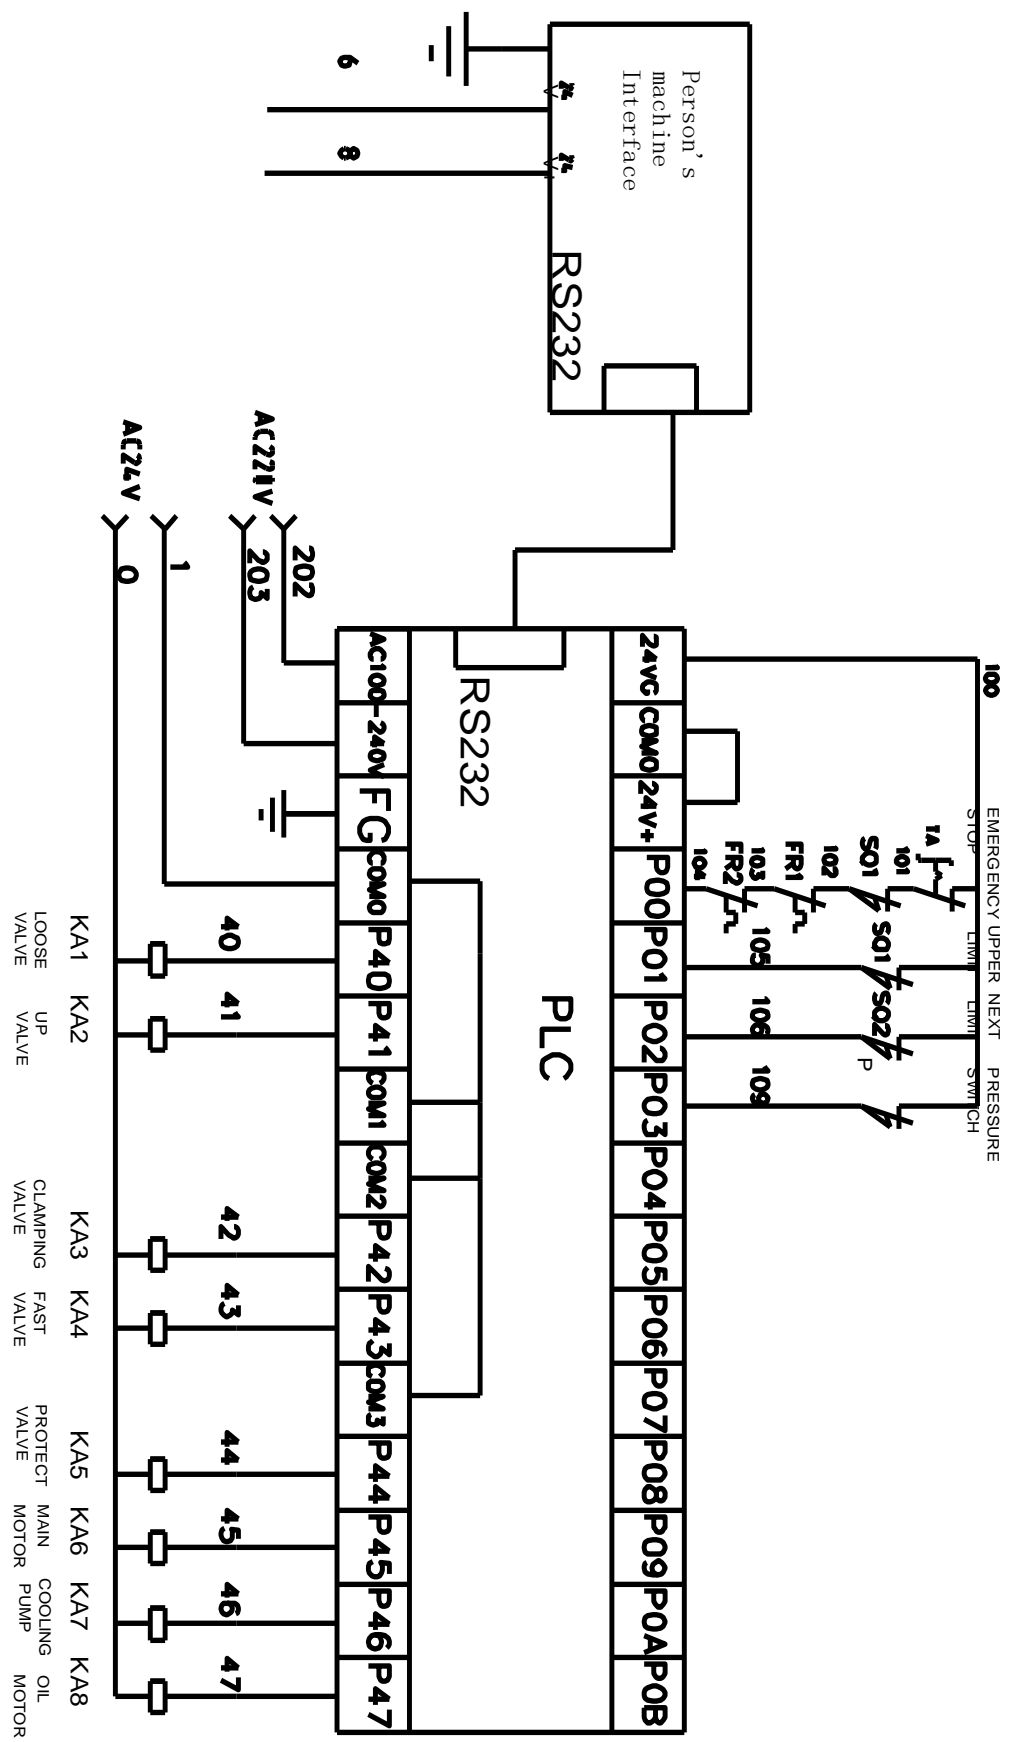 Person's
machine
Interface
6
8
RS232
AC24V
0
1
203
202
RS232
PLC
24VG
COM0
24V+
P00
P01
P02
P03
P04
P05
P06
P07
P08
P09
P0A
P0B
AC100-240V
FG
COM0
P40
P41
COM1
COM2
P42
P43
COM3
P44
P45
P46
P47
100
EMERGENCY
STOP
UPPER
LIMI
NEXT
LIMI
PRESSURE
SWITCH
1A
101
SQ1
102
FR1
103
FR2
104
SQ1
105
SQ2
106
P
109
40
41
42
43
44
45
46
47
KA1
KA2
KA3
KA4
KA5
KA6
KA7
KA8
LOOSE
VALVE
UP
VALVE
CLAMPING
VALVE
FAST
VALVE
PROTECT
VALVE
MAIN
MOTOR
COOLING
PUMP
OIL
MOTOR